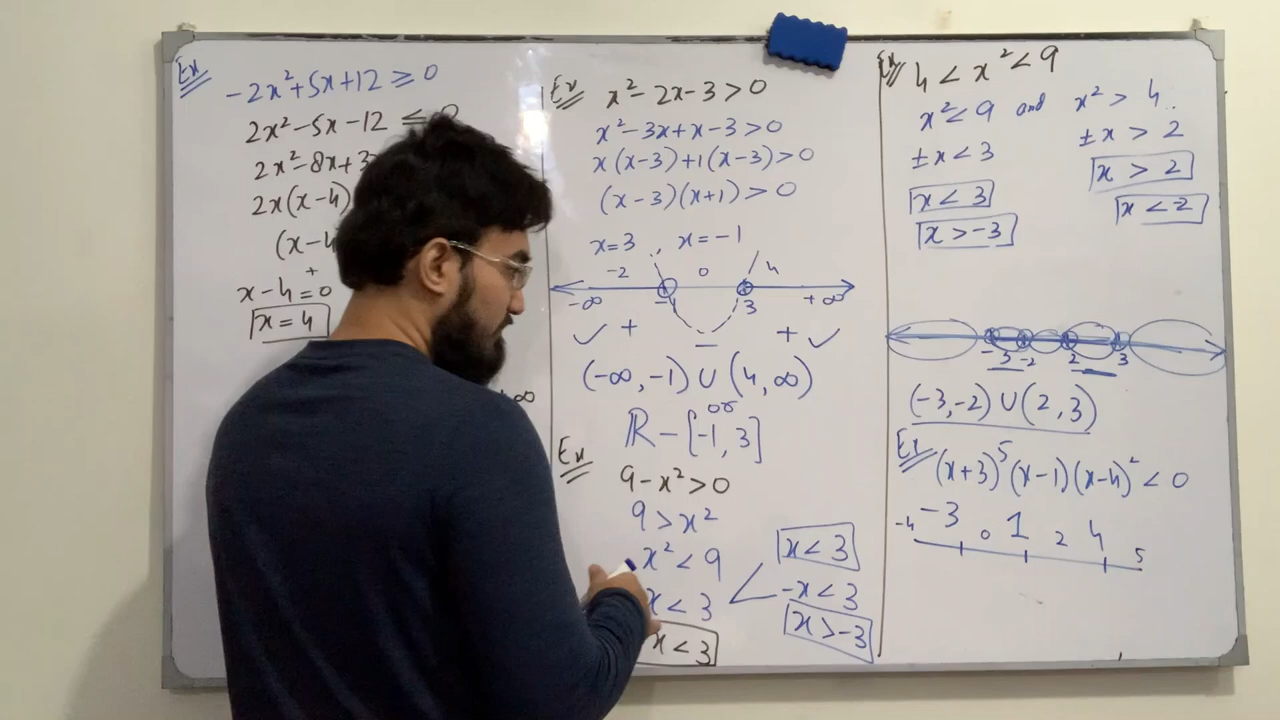 Ex -2x²+5x+12 ≥ 0
2x²-5x-12 ≤ 0
2x²-8x+3
2x(x-4)
(x-4
+
x-4=0
x=4
∞
Ex x²-2x-3>0
x²-3x+x-3>0
x(x-3)+1(x-3)>0
(x-3)(x+1)>0
x=3, x=-1
-2 0 4
-∞ -1 3 +∞
✓ + - + ✓
(-∞,-1) ∪ (4,∞)
or
ℝ-[-1,3]
Ex
9-x²>0
9>x²
x²<9
x<3
x<3
x<3
-x<3
x>-3
Ex 4<x²<9
x²<9 and x²>4.
±x<3 ±x>2
x<3 x>2
x>-3 x<2
-3 -2 2 3
(-3,-2)∪(2,3)
Ex (x+3)⁵(x-1)(x-4)²<0
-4 -3 0 1 2 4 5